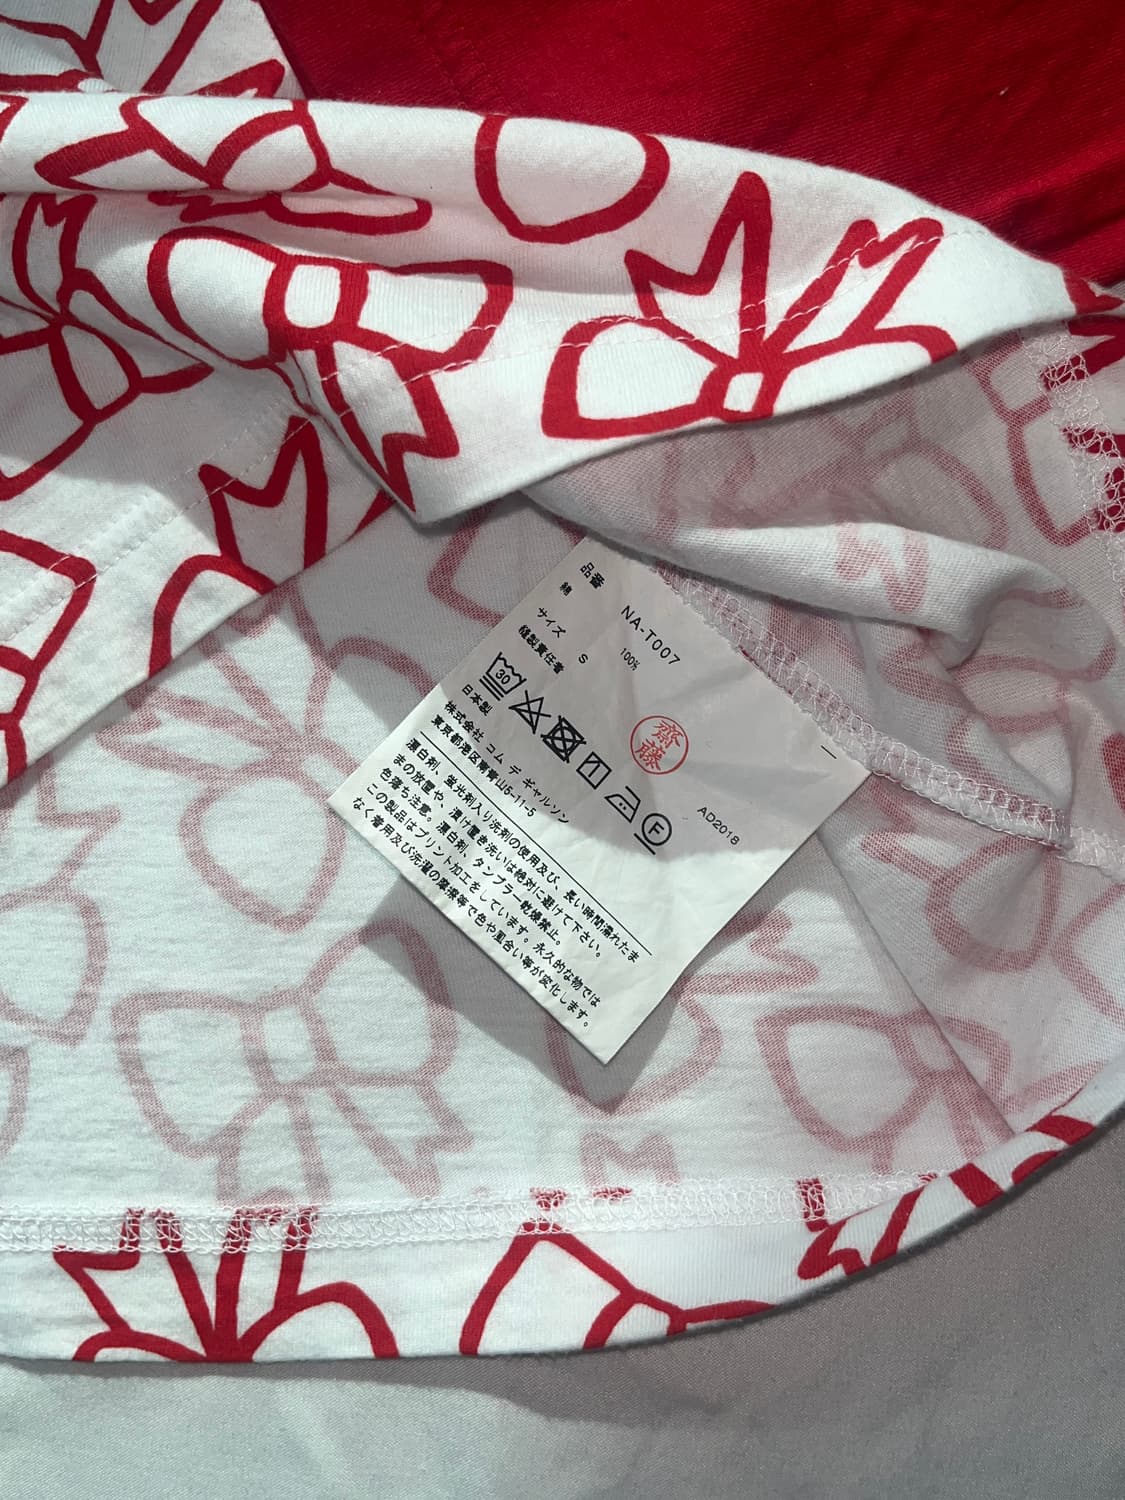 品番 NA-T007
綿 100%
サイズ S
縫製責任者 齋藤
30
F
日本製
AD2018
株式会社 コム デ ギャルソン
東京都港区南青山5-11-5
漂白剤、蛍光剤入り洗剤の使用及び、長い時間濡れたま
まの放置や、漬け置き洗いは絶対に避けて下さい。
色落ち注意。漂白剤、タンブラー乾燥禁止。
この製品はプリント加工をしています。永久的な物では
なく着用及び洗濯の摩擦等で色や風合い等が変化します。